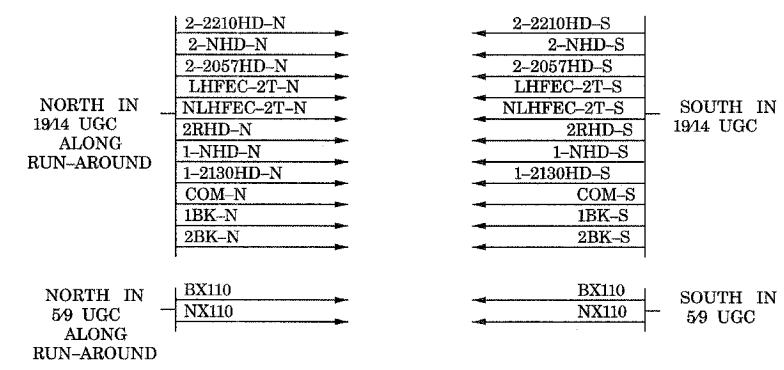 2-2210HD-N
2-NHD-N
2-2057HD-N
LHFEC-2T-N
NLHFEC-2T-N
2RHD-N
1-NHD-N
1-2130HD-N
COM-N
1BK-N
2BK-N
NORTH IN
19/14 UGC
ALONG
RUN-AROUND
2-2210HD-S
2-NHD-S
2-2057HD-S
LHFEC-2T-S
NLHFEC-2T-S
2RHD-S
1-NHD-S
1-2130HD-S
COM-S
1BK-S
2BK-S
SOUTH IN
19/14 UGC
BX110
NX110
NORTH IN
5/9 UGC
ALONG
RUN-AROUND
BX110
NX110
SOUTH IN
5/9 UGC